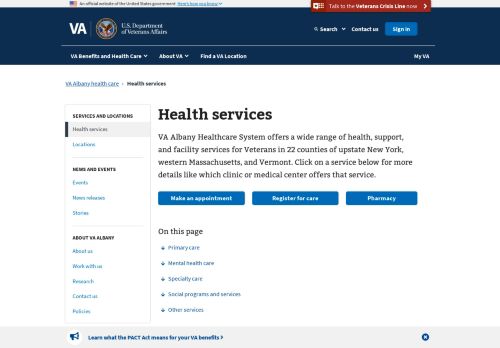 An official website of the United States government Here's how you know
Talk to the Veterans Crisis Line now
VA U.S. Department
of Veterans Affairs
Search
Contact us
Sign in
VA Benefits and Health Care
About VA
Find a VA Location
My VA
VA Albany health care › Health services
SERVICES AND LOCATIONS
Health services
Locations
NEWS AND EVENTS
Events
News releases
Stories
ABOUT VA ALBANY
About us
Work with us
Research
Contact us
Policies
Health services
VA Albany Healthcare System offers a wide range of health, support,
and facility services for Veterans in 22 counties of upstate New York,
western Massachusetts, and Vermont. Click on a service below for more
details like which clinic or medical center offers that service.
Make an appointment
Register for care
Pharmacy
On this page
Primary care
Mental health care
Specialty care
Social programs and services
Other services
Learn what the PACT Act means for your VA benefits